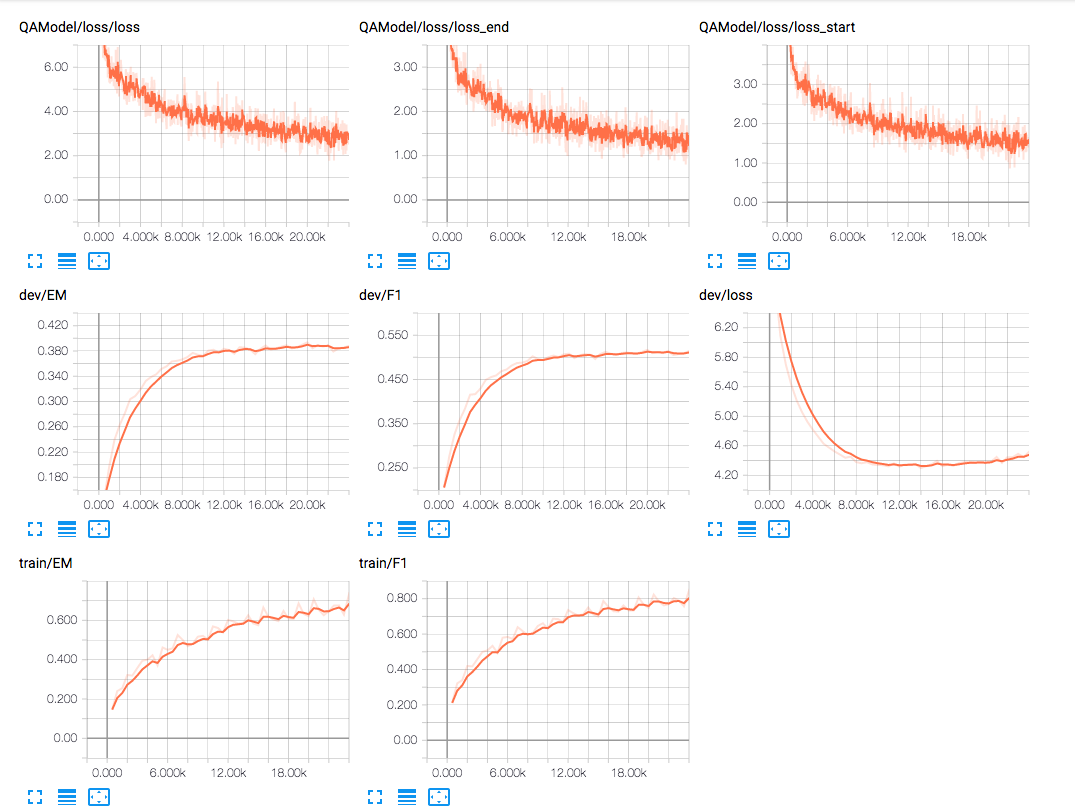 QAModel/loss/loss
QAModel/loss/loss_end
QAModel/loss/loss_start
6.00
4.00
2.00
0.00
0.000 4.000k 8.000k 12.00k 16.00k 20.00k
3.00
2.00
1.00
0.00
0.000 6.000k 12.00k 18.00k
3.00
2.00
1.00
0.00
0.000 6.000k 12.00k 18.00k
dev/EM
dev/F1
dev/loss
0.420
0.380
0.340
0.300
0.260
0.220
0.180
0.000 4.000k 8.000k 12.00k 16.00k 20.00k
0.550
0.450
0.350
0.250
0.000 4.000k 8.000k 12.00k 16.00k 20.00k
6.20
5.80
5.40
5.00
4.60
4.20
0.000 4.000k 8.000k 12.00k 16.00k 20.00k
train/EM
train/F1
0.600
0.400
0.200
0.00
0.000 6.000k 12.00k 18.00k
0.800
0.600
0.400
0.200
0.00
0.000 6.000k 12.00k 18.00k